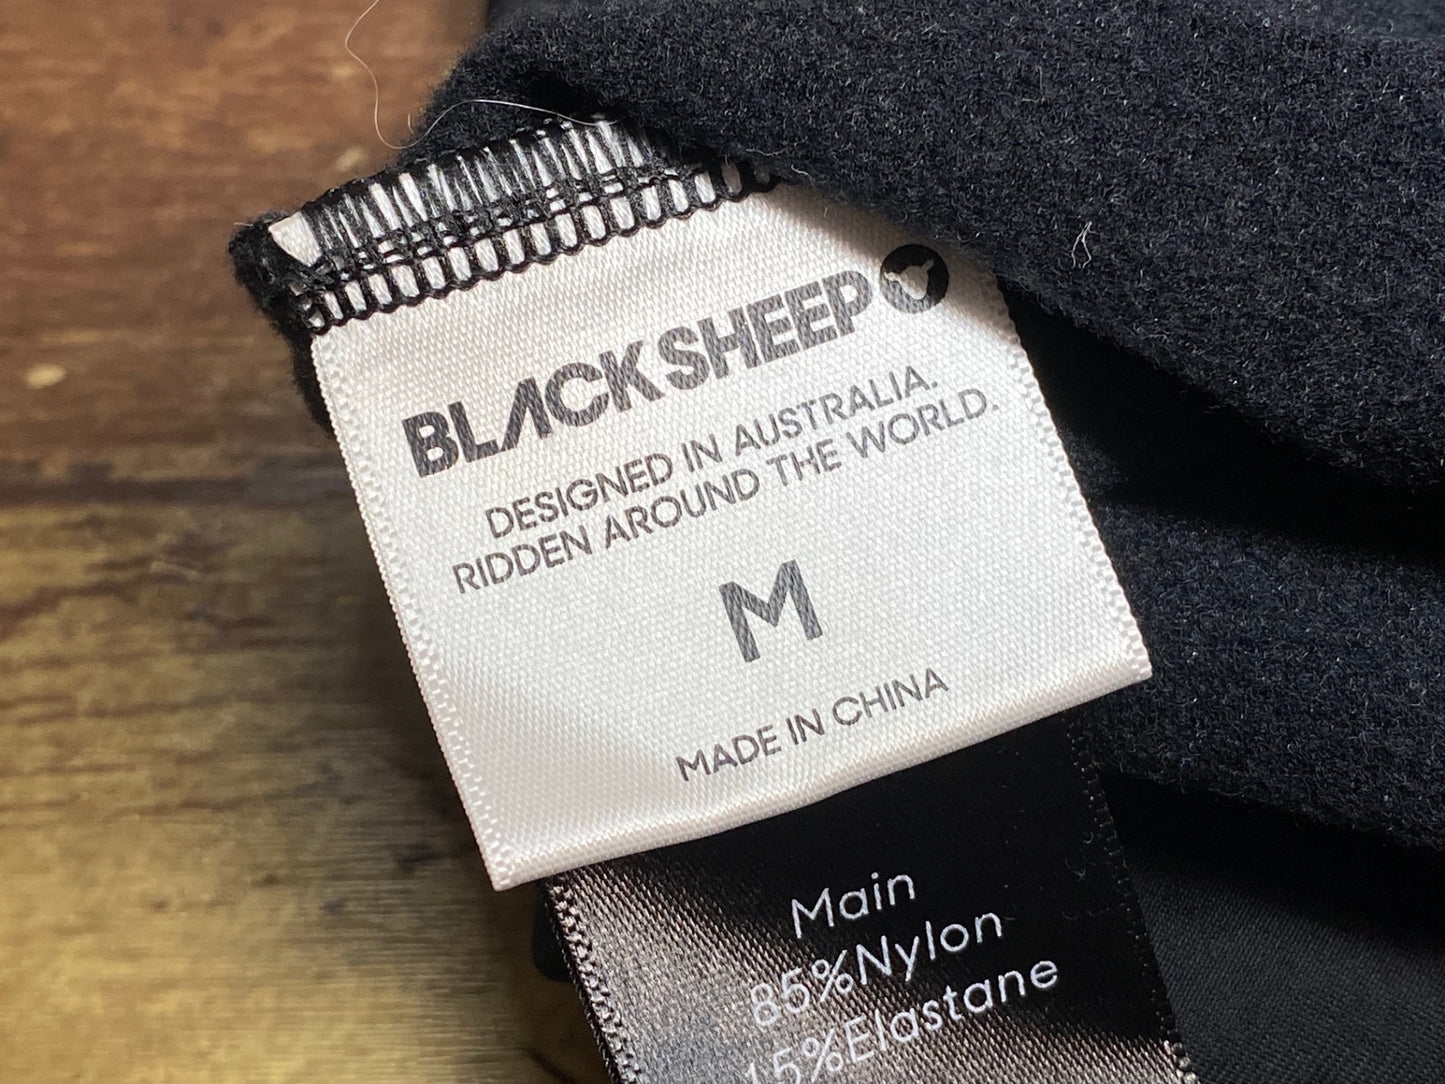 BLACK SHEEP
DESIGNED IN AUSTRALIA.
RIDDEN AROUND THE WORLD.
M
MADE IN CHINA
Main
85%Nylon
15%Elastane